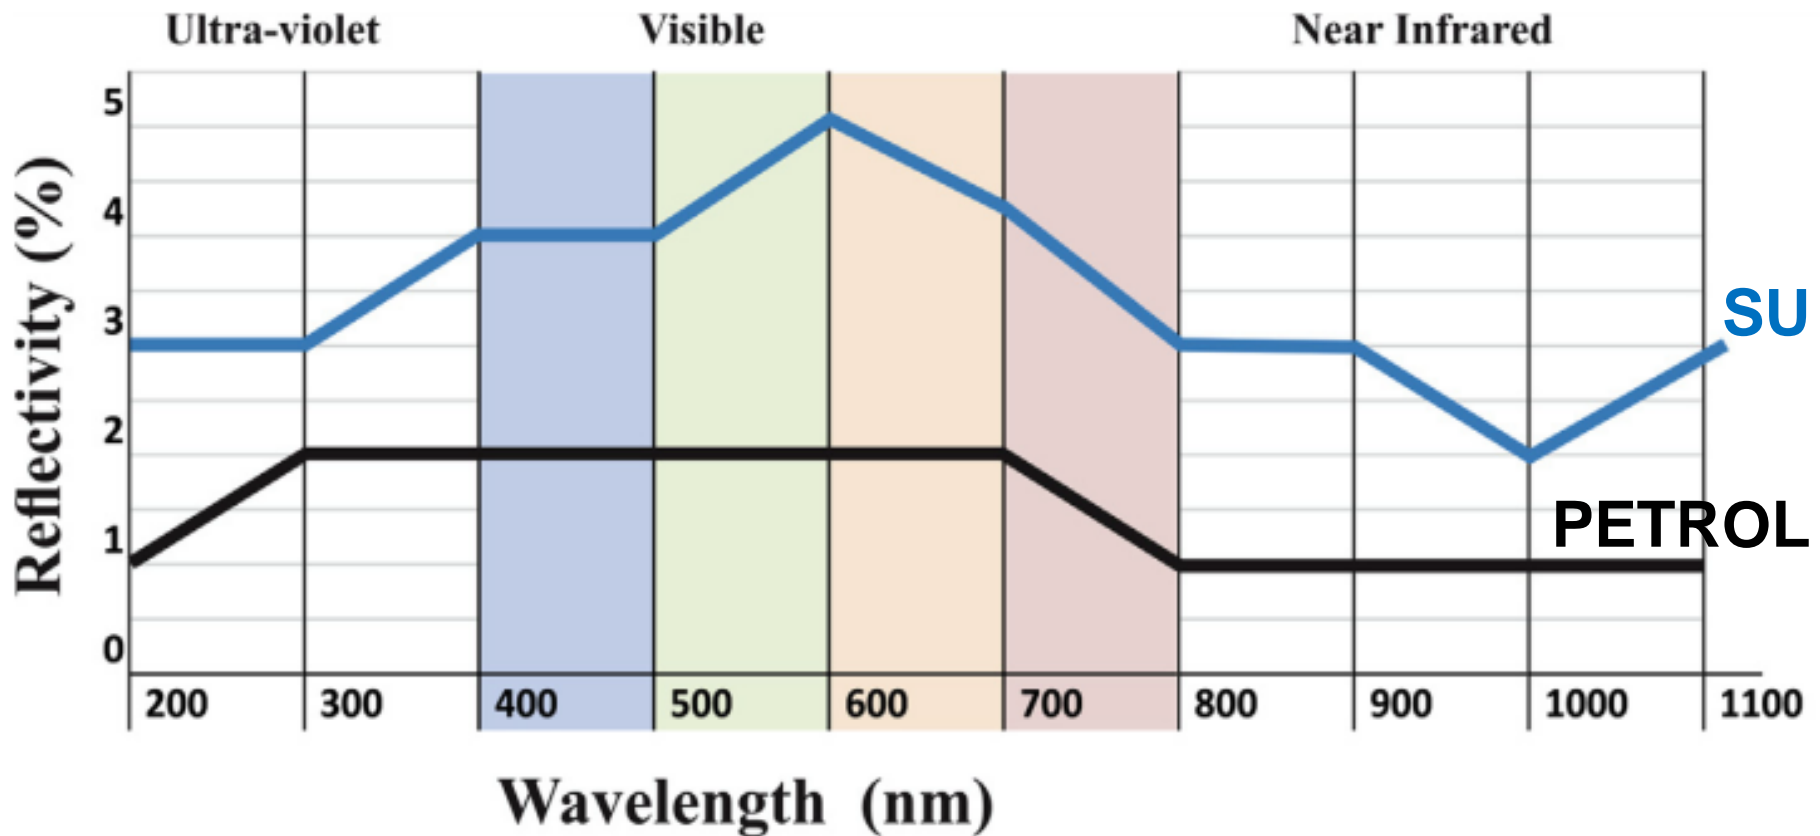 Ultra-violet Visible Near Infrared
Reflectivity (%)
5
4
3
2
1
0
SU
PETROL
200 300 400 500 600 700 800 900 1000 1100
Wavelength (nm)